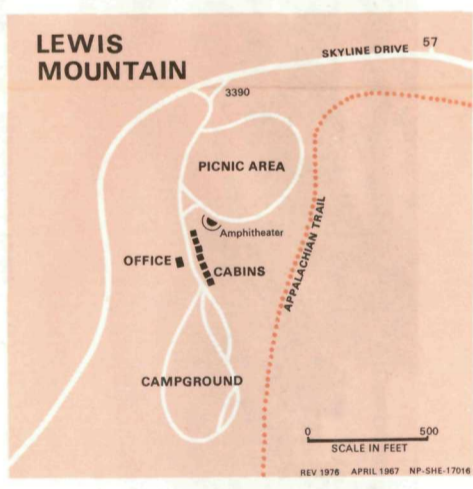 LEWIS
MOUNTAIN
57
SKYLINE DRIVE
3390
PICNIC AREA
Amphitheater
OFFICE
CABINS
APPALACHIAN TRAIL
CAMPGROUND
0 500
SCALE IN FEET
REV 1976 APRIL 1967 NP-SHE-17016